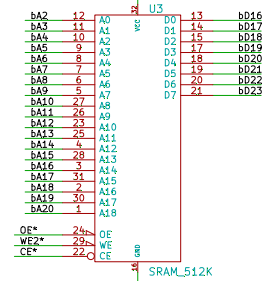 32
VCC
U3
bA2 12 A0 D0 13 bD16
bA3 11 A1 D1 14 bD17
bA4 10 A2 D2 15 bD18
bA5 9 A3 D3 17 bD19
bA6 8 A4 D4 18 bD20
bA7 7 A5 D5 19 bD21
bA8 6 A6 D6 20 bD22
bA9 5 A7 D7 21 bD23
bA10 27 A8
bA11 26 A9
bA12 23 A10
bA13 25 A11
bA14 4 A12
bA15 28 A13
bA16 3 A14
bA17 31 A15
bA18 2 A16
bA19 30 A17
bA20 1 A18
OE* 24 OE
WE2* 29 WE
CE* 22 CE
GND
16
SRAM_512K